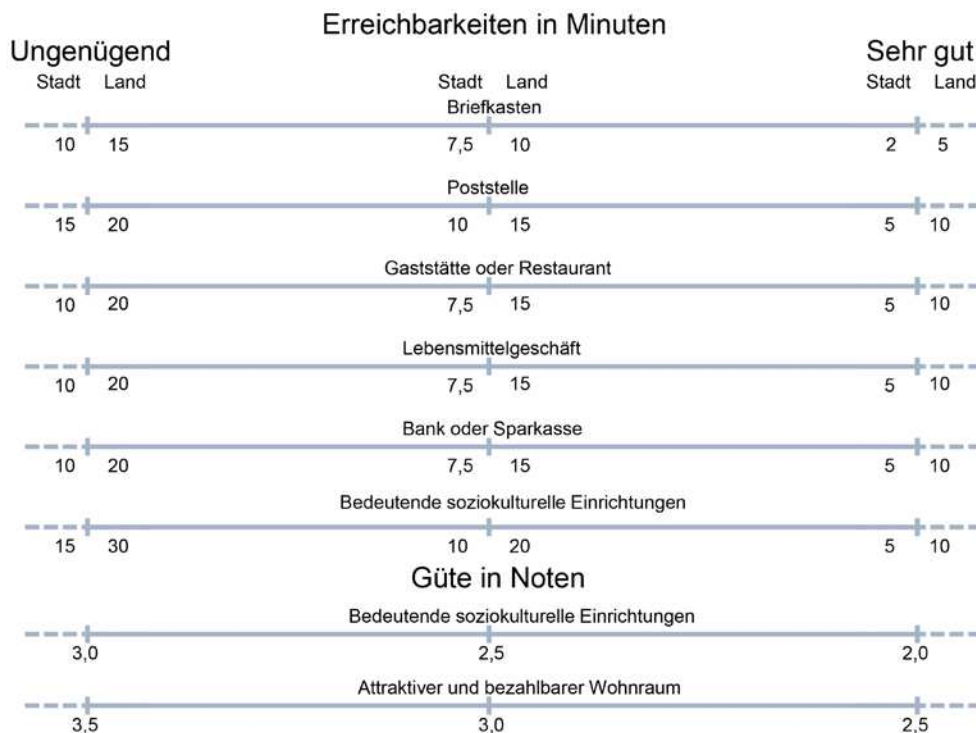 Erreichbarkeiten in Minuten
Ungenügend Sehr gut
Stadt Land Stadt Land Stadt Land
Briefkasten
10 15 7,5 10 2 5
Poststelle
15 20 10 15 5 10
Gaststätte oder Restaurant
10 20 7,5 15 5 10
Lebensmittelgeschäft
10 20 7,5 15 5 10
Bank oder Sparkasse
10 20 7,5 15 5 10
Bedeutende soziokulturelle Einrichtungen
15 30 10 20 5 10
Güte in Noten
Bedeutende soziokulturelle Einrichtungen
3,0 2,5 2,0
Attraktiver und bezahlbarer Wohnraum
3,5 3,0 2,5